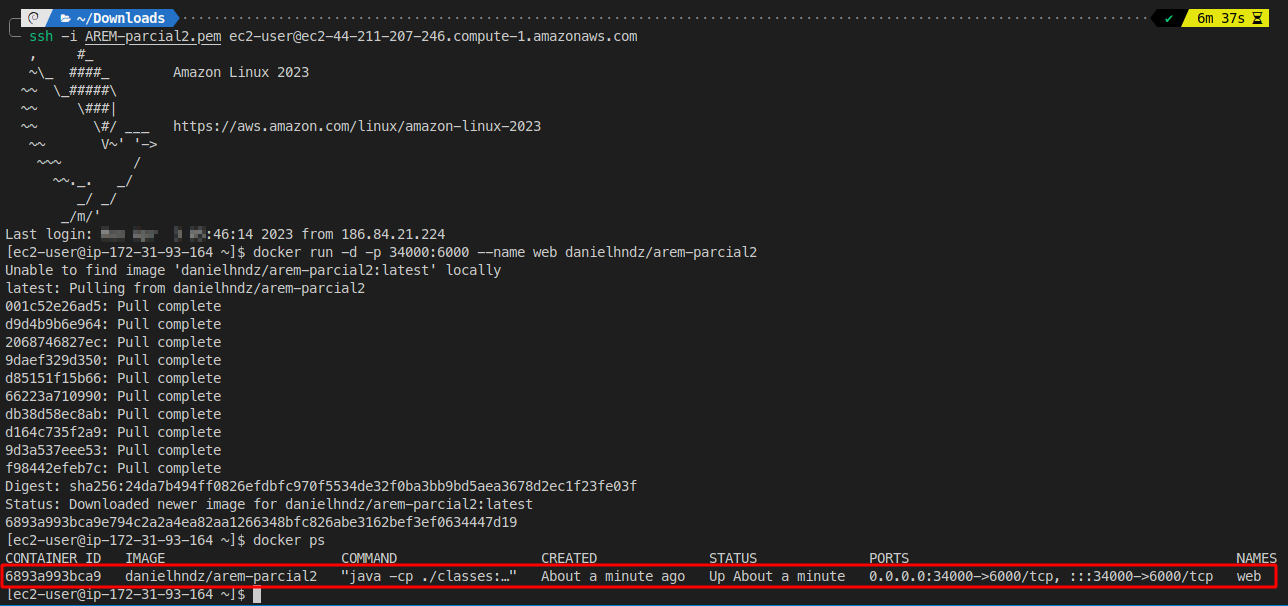 ~/Downloads ✔ 6m 37s
ssh -i AREM-parcial2.pem ec2-user@ec2-44-211-207-246.compute-1.amazonaws.com
   ,     #_
   ~\_  ####_        Amazon Linux 2023
  ~~  \_#####\
  ~~     \###|
  ~~       \#/ ___   https://aws.amazon.com/linux/amazon-linux-2023
   ~~       V~' '->
    ~~~         /
      ~~._.   _/
         _/ _/
       _/m/'
Last login: :46:14 2023 from 186.84.21.224
[ec2-user@ip-172-31-93-164 ~]$ docker run -d -p 34000:6000 --name web danielhndz/arem-parcial2
Unable to find image 'danielhndz/arem-parcial2:latest' locally
latest: Pulling from danielhndz/arem-parcial2
001c52e26ad5: Pull complete
d9d4b9b6e964: Pull complete
2068746827ec: Pull complete
9daef329d350: Pull complete
d85151f15b66: Pull complete
66223a710990: Pull complete
db38d58ec8ab: Pull complete
d164c735f2a9: Pull complete
9d3a537eee53: Pull complete
f98442efeb7c: Pull complete
Digest: sha256:24da7b494ff0826efdbfc970f5534de32f0ba3bb9bd5aea3678d2ec1f23fe03f
Status: Downloaded newer image for danielhndz/arem-parcial2:latest
6893a993bca9e794c2a2a4ea82aa1266348bfc826abe3162bef3ef0634447d19
[ec2-user@ip-172-31-93-164 ~]$ docker ps
CONTAINER ID   IMAGE                      COMMAND                  CREATED              STATUS              PORTS                                         NAMES
6893a993bca9   danielhndz/arem-parcial2   "java -cp ./classes:…"   About a minute ago   Up About a minute   0.0.0.0:34000->6000/tcp, :::34000->6000/tcp   web
[ec2-user@ip-172-31-93-164 ~]$